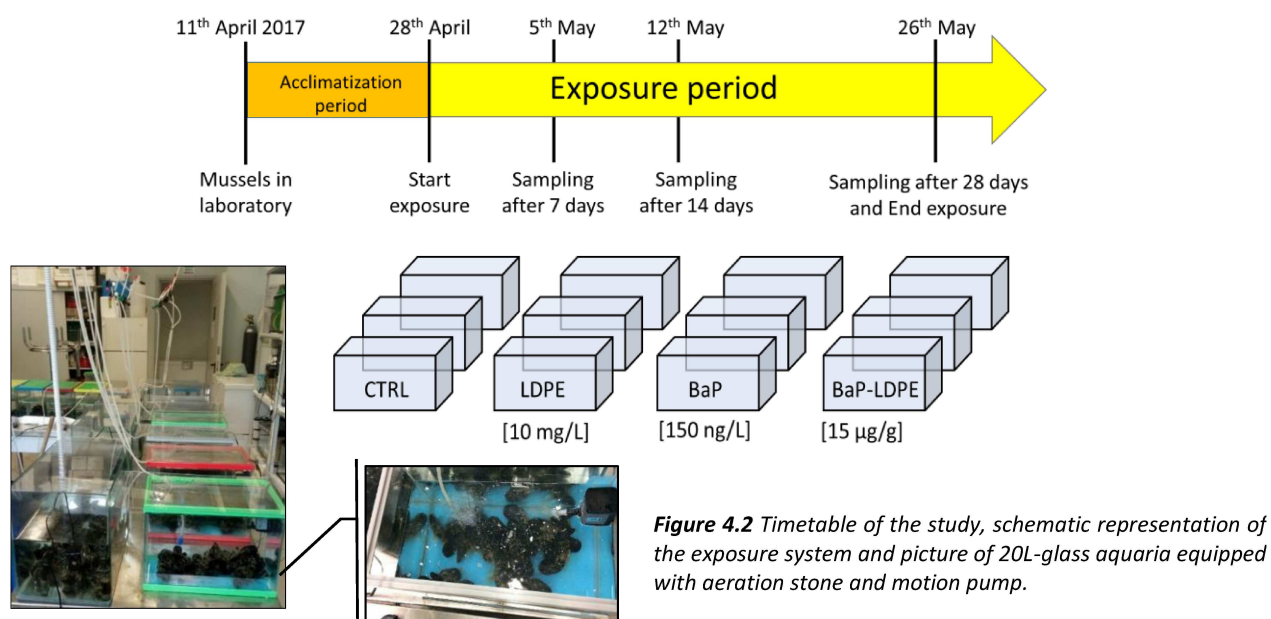 11th April 2017
28th April
5th May
12th May
26th May
Acclimatization
period
Exposure period
Mussels in
laboratory
Start
exposure
Sampling
after 7 days
Sampling
after 14 days
Sampling after 28 days
and End exposure
CTRL
LDPE
BaP
BaP-LDPE
[10 mg/L]
[150 ng/L]
[15 µg/g]
Figure 4.2 Timetable of the study, schematic representation of
the exposure system and picture of 20L-glass aquaria equipped
with aeration stone and motion pump.